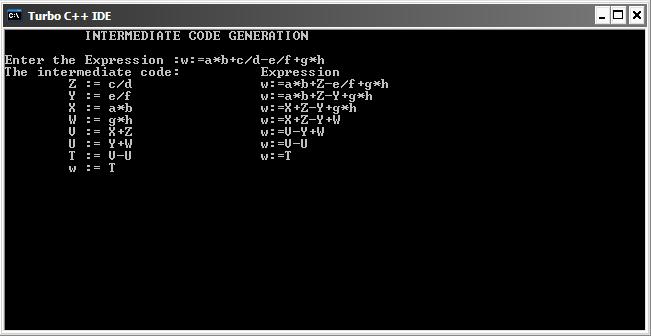 Turbo C++ IDE
INTERMEDIATE CODE GENERATION
Enter the Expression :w:=a*b+c/d-e/f+g*h
The intermediate code: Expression
Z := c/d w:=a*b+Z-e/f+g*h
Y := e/f w:=a*b+Z-Y+g*h
X := a*b w:=X+Z-Y+g*h
W := g*h w:=X+Z-Y+W
V := X+Z w:=V-Y+W
U := Y+W w:=V-U
T := V-U w:=T
w := T